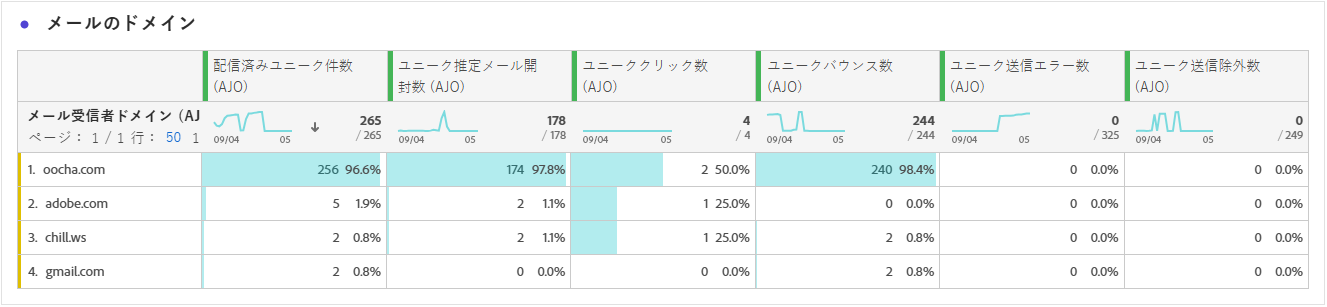 メールのドメイン
配信済みユニーク件数
(AJO)
ユニーク推定メール開
封数 (AJO)
ユニーククリック数
(AJO)
ユニークバウンス数
(AJO)
ユニーク送信エラー数
(AJO)
ユニーク送信除外数
(AJO)
メール受信者ドメイン (AJ
ページ： 1 / 1 行： 50 1
09/04 05 265 / 265
09/04 05 178 / 178
09/04 05 4 / 4
09/04 05 244 / 244
09/04 05 0 / 325
09/04 05 0 / 249
1. oocha.com 256 96.6% 174 97.8% 2 50.0% 240 98.4% 0 0.0% 0 0.0%
2. adobe.com 5 1.9% 2 1.1% 1 25.0% 0 0.0% 0 0.0% 0 0.0%
3. chill.ws 2 0.8% 2 1.1% 1 25.0% 2 0.8% 0 0.0% 0 0.0%
4. gmail.com 2 0.8% 0 0.0% 0 0.0% 2 0.8% 0 0.0% 0 0.0%